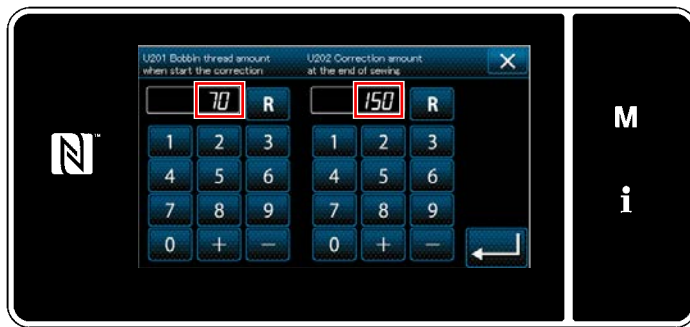 U201 Bobbin thread amount
when start the correction
70 R
1 2 3
4 5 6
7 8 9
0 + −
U202 Correction amount
at the end of sewing
150 R
1 2 3
4 5 6
7 8 9
0 + −
X
M
i
N